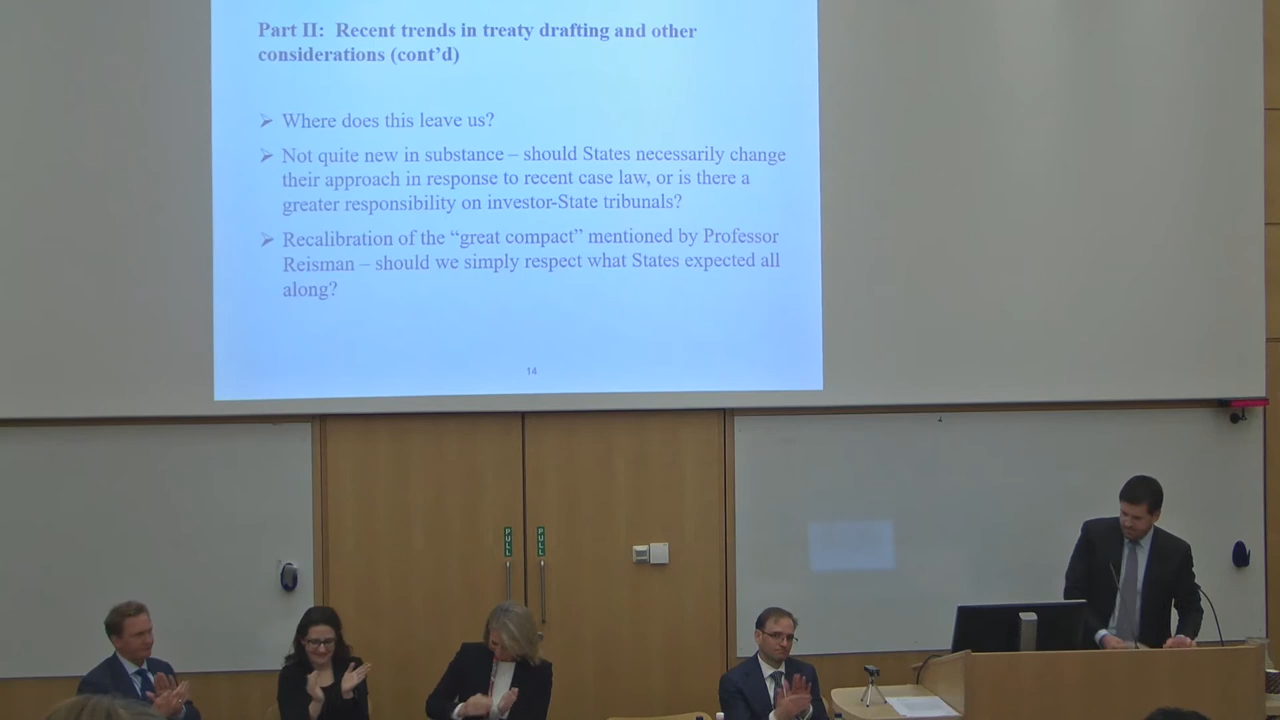 Part II: Recent trends in treaty drafting and other
considerations (cont’d)
➢ Where does this leave us?
➢ Not quite new in substance – should States necessarily change
their approach in response to recent case law, or is there a
greater responsibility on investor-State tribunals?
➢ Recalibration of the “great compact” mentioned by Professor
Reisman – should we simply respect what States expected all
along?
14
PULL
PULL